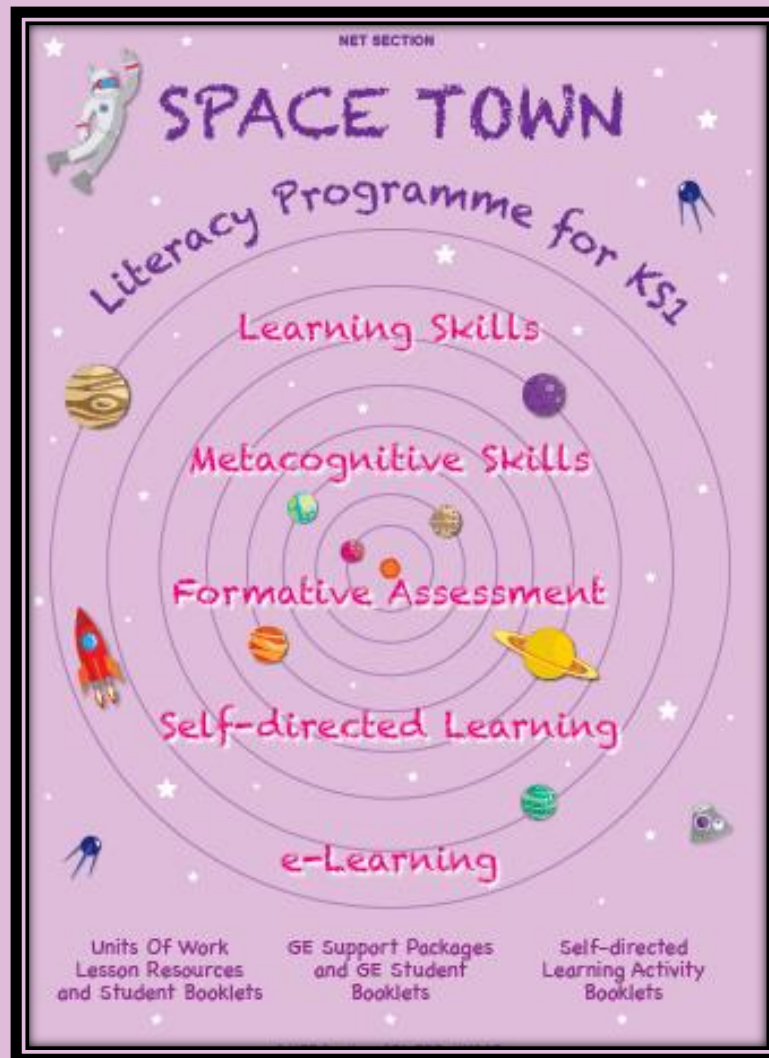 NET SECTION
SPACE TOWN
Literacy Programme for KS1
Learning Skills
Metacognitive Skills
Formative Assessment
Self-directed Learning
e-Learning
Units Of Work
Lesson Resources
and Student Booklets
GE Support Packages
and GE Student
Booklets
Self-directed
Learning Activity
Booklets